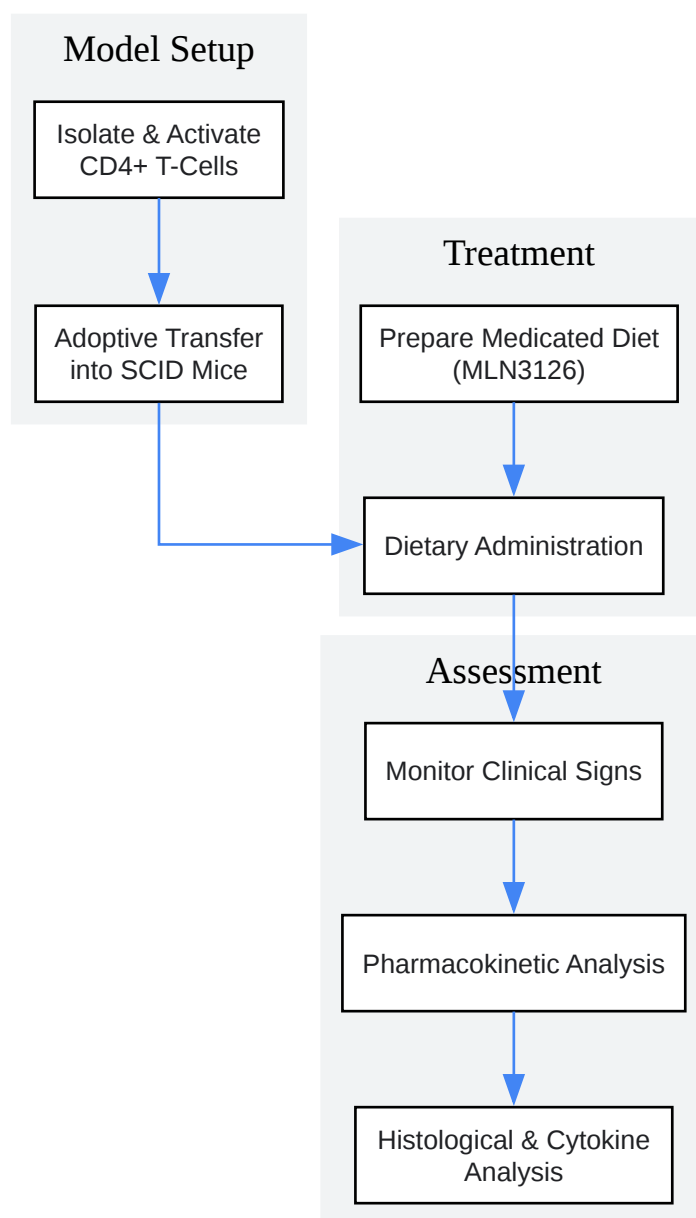 Model Setup
Isolate & Activate
CD4+ T-Cells
Adoptive Transfer
into SCID Mice
Treatment
Prepare Medicated Diet
(MLN3126)
Dietary Administration
Assessment
Monitor Clinical Signs
Pharmacokinetic Analysis
Histological & Cytokine
Analysis